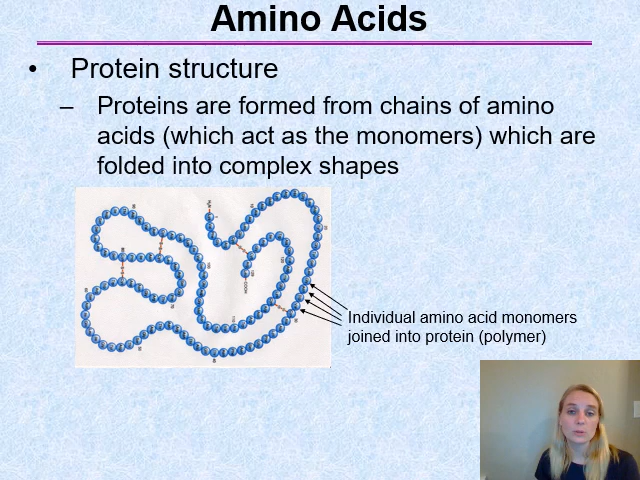 Amino Acids
• Protein structure
– Proteins are formed from chains of amino
acids (which act as the monomers) which are
folded into complex shapes
Individual amino acid monomers
joined into protein (polymer)